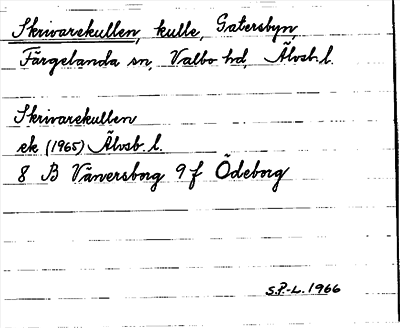 Skrivarekullen, kulle, Gatersbyn,
Färgelanda sn, Valbo hd, Älvsb. l.
Skrivarekullen
ek (1965) Älvsb. l.
8 B Vänersborg 9 f Ödeborg
S.P-L. 1966